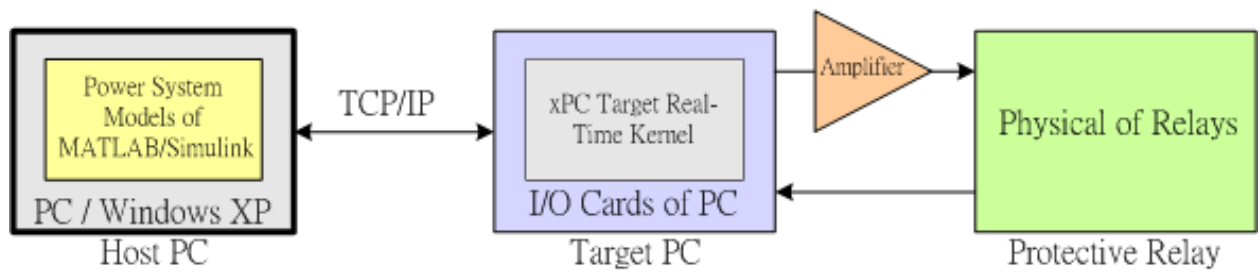 Power System
Models of
MATLAB/Simulink
PC / Windows XP
Host PC
TCP/IP
xPC Target Real-
Time Kernel
I/O Cards of PC
Target PC
Amplifier
Physical of Relays
Protective Relay